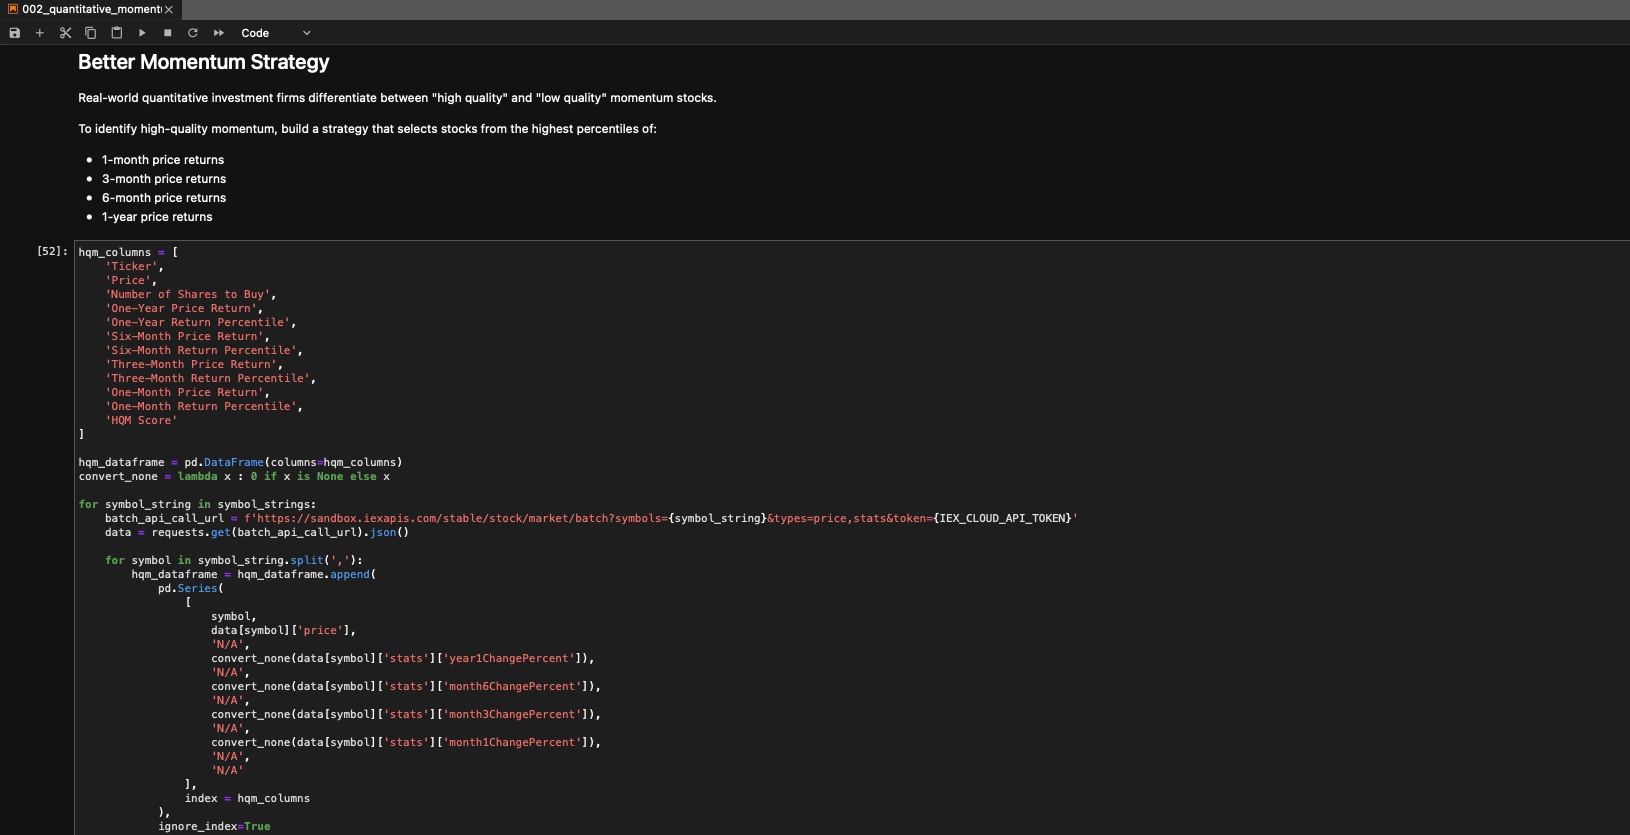 002_quantitative_moment
Code
Better Momentum Strategy
Real-world quantitative investment firms differentiate between "high quality" and "low quality" momentum stocks.
To identify high-quality momentum, build a strategy that selects stocks from the highest percentiles of:
• 1-month price returns
• 3-month price returns
• 6-month price returns
• 1-year price returns
[52]: hqm_columns = [
    'Ticker',
    'Price',
    'Number of Shares to Buy',
    'One-Year Price Return',
    'One-Year Return Percentile',
    'Six-Month Price Return',
    'Six-Month Return Percentile',
    'Three-Month Price Return',
    'Three-Month Return Percentile',
    'One-Month Price Return',
    'One-Month Return Percentile',
    'HQM Score'
]
hqm_dataframe = pd.DataFrame(columns=hqm_columns)
convert_none = lambda x : 0 if x is None else x
for symbol_string in symbol_strings:
    batch_api_call_url = f'https://sandbox.iexapis.com/stable/stock/market/batch?symbols={symbol_string}&types=price,stats&token={IEX_CLOUD_API_TOKEN}'
    data = requests.get(batch_api_call_url).json()
    for symbol in symbol_string.split(','):
        hqm_dataframe = hqm_dataframe.append(
            pd.Series(
                [
                    symbol,
                    data[symbol]['price'],
                    'N/A',
                    convert_none(data[symbol]['stats']['year1ChangePercent']),
                    'N/A',
                    convert_none(data[symbol]['stats']['month6ChangePercent']),
                    'N/A',
                    convert_none(data[symbol]['stats']['month3ChangePercent']),
                    'N/A',
                    convert_none(data[symbol]['stats']['month1ChangePercent']),
                    'N/A',
                    'N/A'
                ],
                index = hqm_columns
            ),
            ignore_index=True